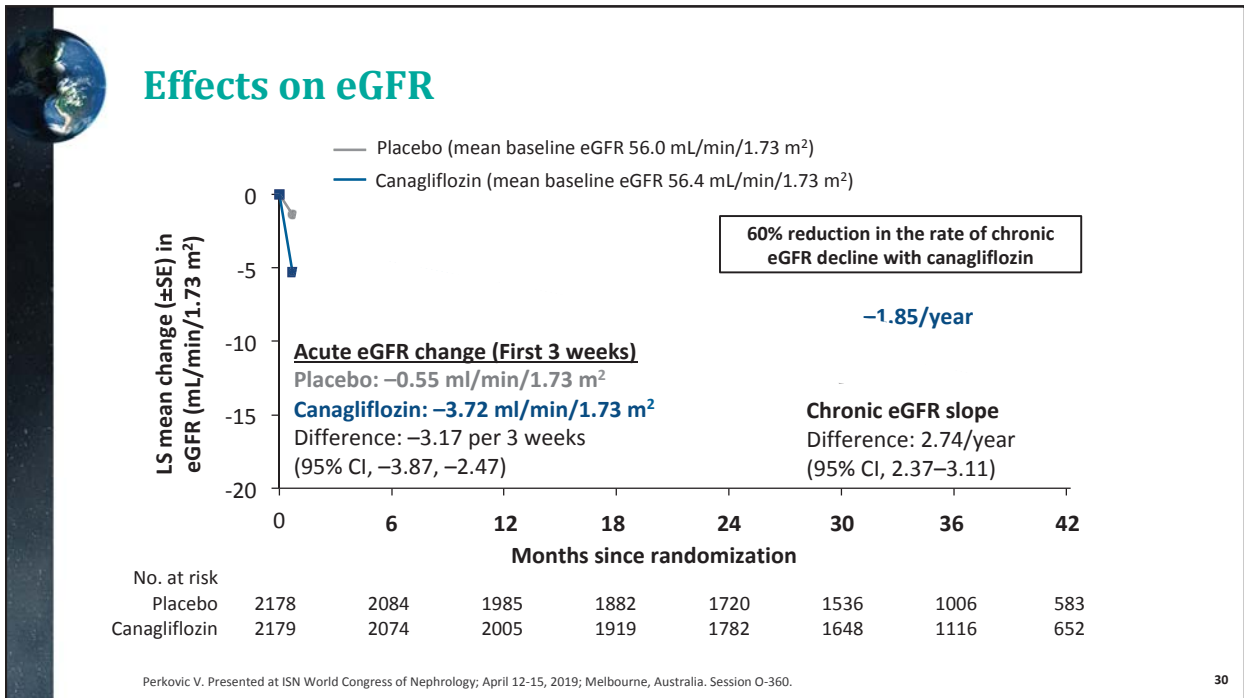 Effects on eGFR
Placebo (mean baseline eGFR 56.0 mL/min/1.73 m²)
Canagliflozin (mean baseline eGFR 56.4 mL/min/1.73 m²)
LS mean change (±SE) in
eGFR (mL/min/1.73 m²)
0
-5
-10
-15
-20
60% reduction in the rate of chronic
eGFR decline with canagliflozin
–1.85/year
Acute eGFR change (First 3 weeks)
Placebo: –0.55 ml/min/1.73 m²
Canagliflozin: –3.72 ml/min/1.73 m²
Difference: –3.17 per 3 weeks
(95% CI, –3.87, –2.47)
Chronic eGFR slope
Difference: 2.74/year
(95% CI, 2.37–3.11)
0 6 12 18 24 30 36 42
Months since randomization
No. at risk
Placebo 2178 2084 1985 1882 1720 1536 1006 583
Canagliflozin 2179 2074 2005 1919 1782 1648 1116 652
Perkovic V. Presented at ISN World Congress of Nephrology; April 12-15, 2019; Melbourne, Australia. Session O-360.
30